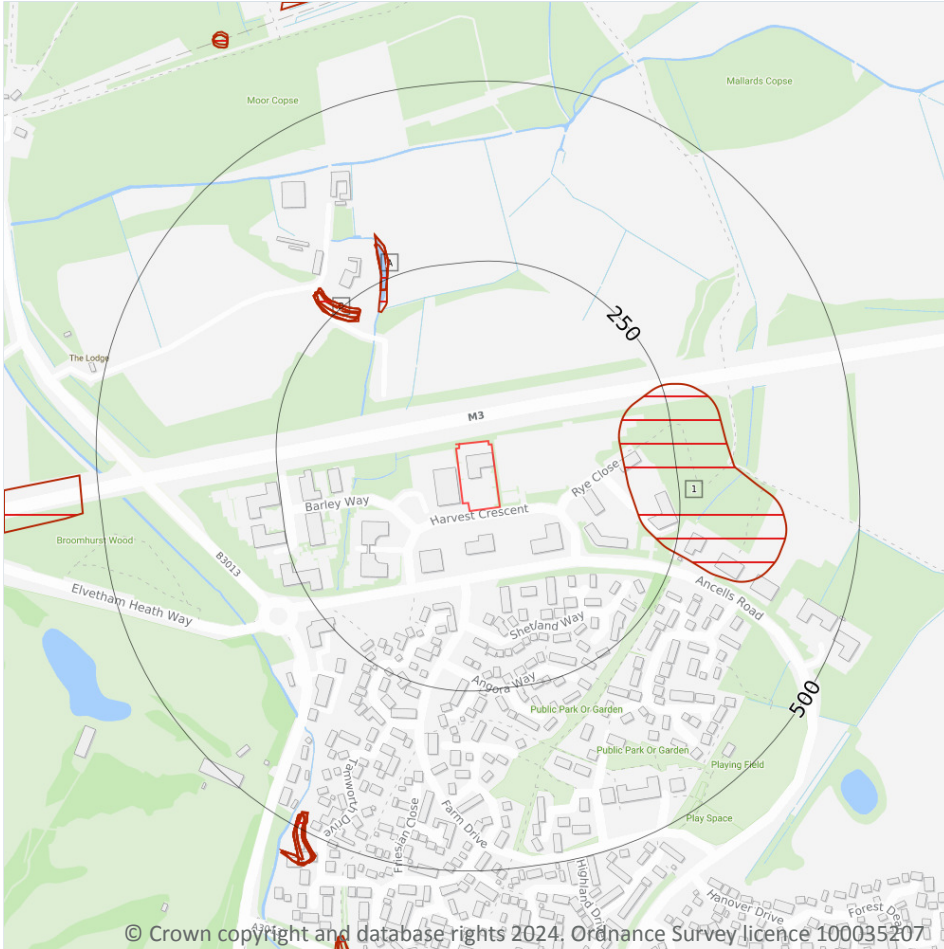 Moor Copse
Mallards Copse
250
The Lodge
M3
Rye Close
1
Barley Way
Harvest Crescent
Broomhurst Wood
B3013
Elvetham Heath Way
Ancells Road
Shetland Way
Angora Way
500
Public Park Or Garden
Public Park Or Garden
Playing Field
Tamworth Drive
Friesian Close
Farm Drive
Play Space
Highland Drive
Hanover Drive
Forest Dean
© Crown copyright and database rights 2024. Ordnance Survey licence 100035207